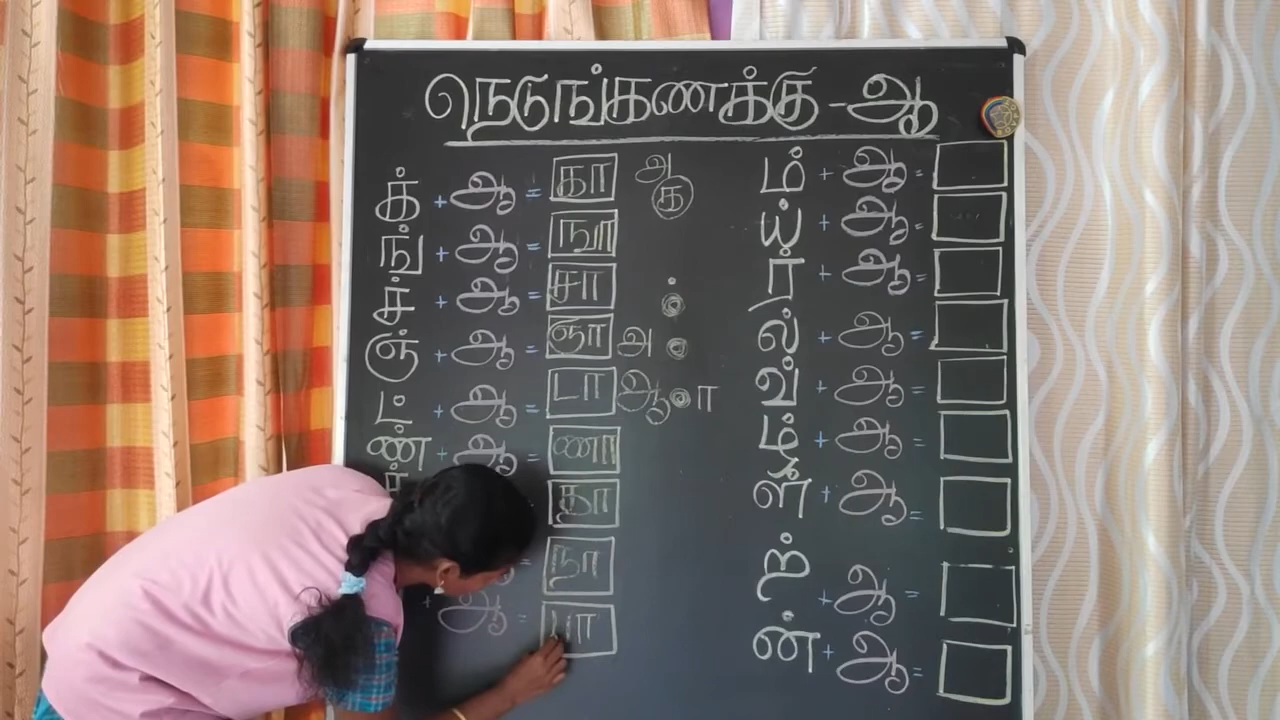 நெடுங்கணக்கு - ஆ
க் + ஆ = கா அ க
ங் + ஆ = ஙா
ச் + ஆ = சா
ஞ் + ஆ = ஞா அ
ட் + ஆ = டா ஆ ா
ண் + ஆ = ணா
தா
= நா
+ ஆ = பா
ம் + ஆ =
ய் + ஆ
ர் + ஆ =
ல் + ஆ =
வ் + ஆ =
ழ் + ஆ =
ள் + ஆ =
ற் + ஆ =
ன் + ஆ =